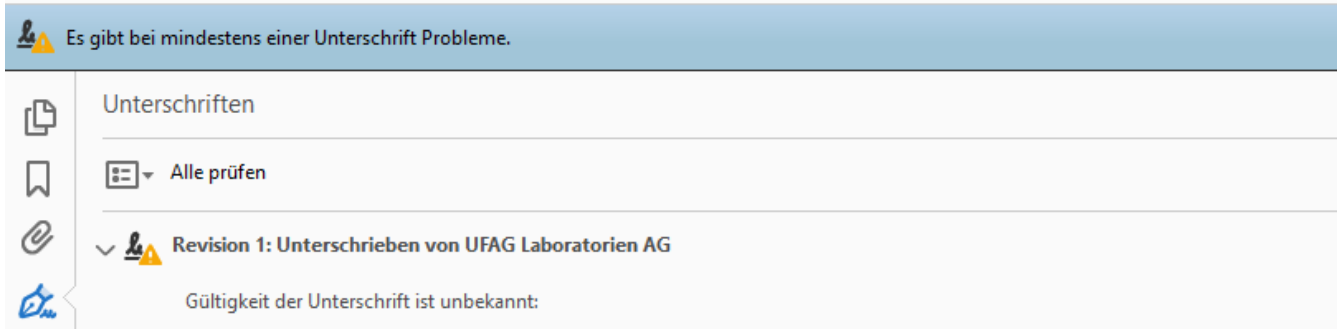 Es gibt bei mindestens einer Unterschrift Probleme.
Unterschriften
Alle prüfen
Revision 1: Unterschrieben von UFAG Laboratorien AG
Gültigkeit der Unterschrift ist unbekannt: